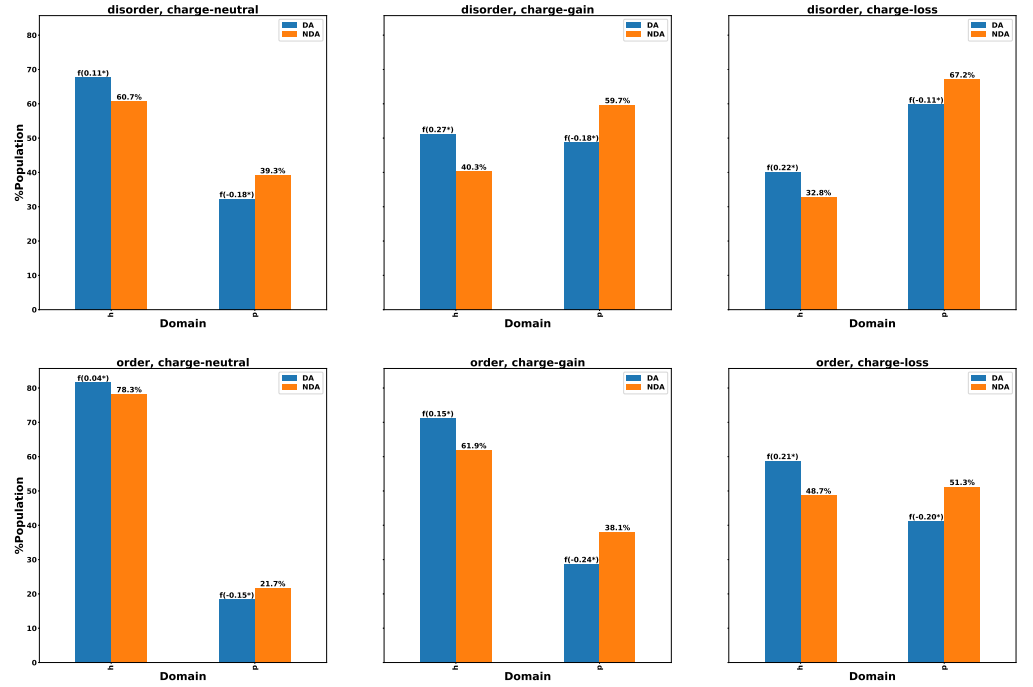 disorder, charge-neutral
80
70
60
50
40
30
20
10
0
%Population
f(0.11*)
60.7%
f(-0.18*)
39.3%
DA
NDA
h
p
Domain
disorder, charge-gain
f(0.27*)
40.3%
f(-0.18*)
59.7%
DA
NDA
h
p
Domain
disorder, charge-loss
f(0.22*)
32.8%
f(-0.11*)
67.2%
DA
NDA
h
p
Domain
order, charge-neutral
80
70
60
50
40
30
20
10
0
%Population
f(0.04*)
78.3%
f(-0.15*)
21.7%
DA
NDA
h
p
Domain
order, charge-gain
f(0.15*)
61.9%
f(-0.24*)
38.1%
DA
NDA
h
p
Domain
order, charge-loss
f(0.21*)
48.7%
f(-0.20*)
51.3%
DA
NDA
h
p
Domain